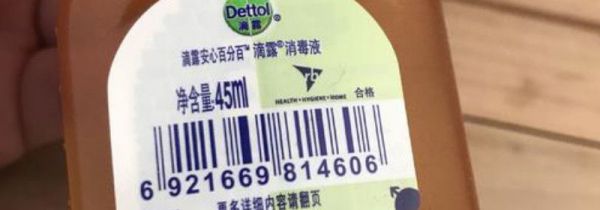 Dettol
滴露
滴露安心百分百™ 滴露®消毒液
rb
HEALTH • HYGIENE • HOME
净含量:45ml
合格
6 921669 814606
更多详细内容请翻页